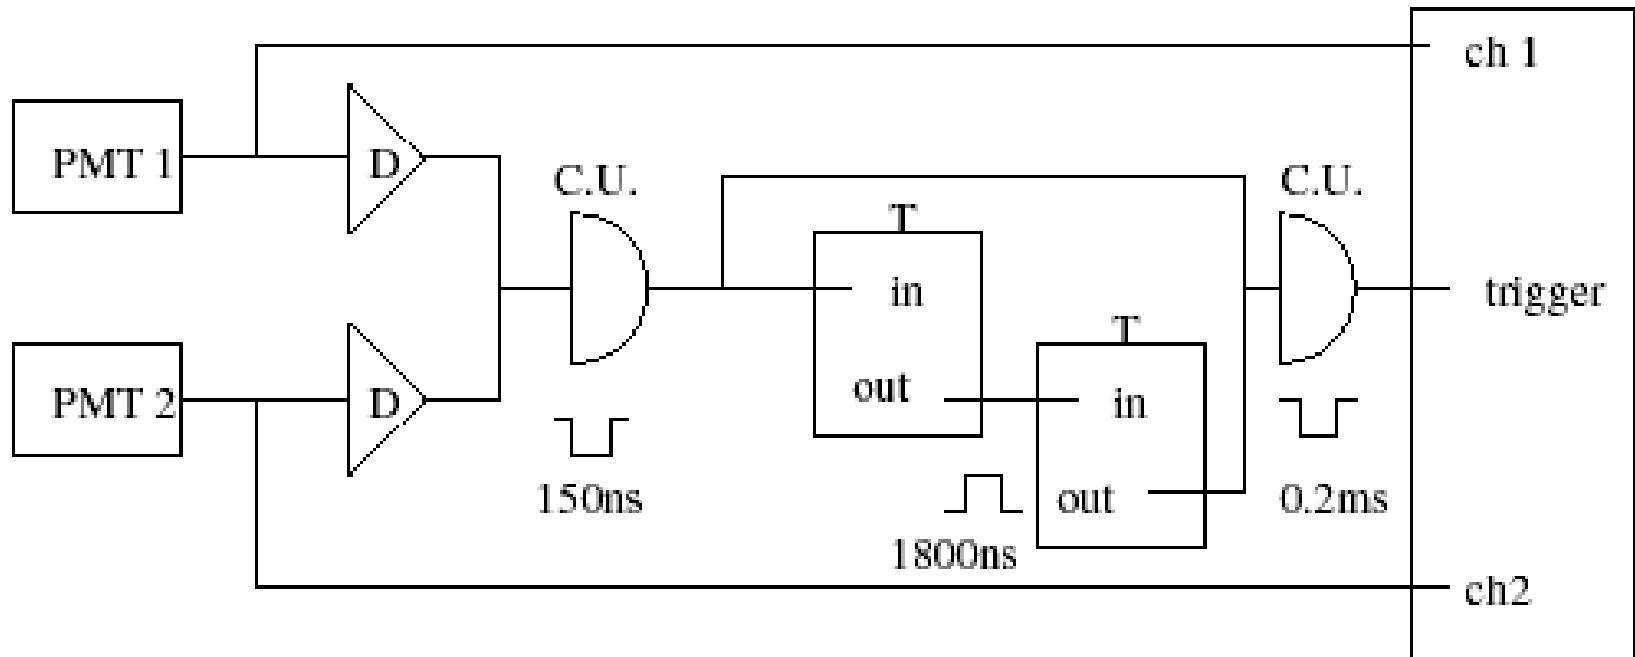 ch 1
PMT 1
D
C.U.
C.U.
T
in
trigger
T
out
PMT 2
D
in
150ns
out
0.2ms
1800ns
ch2